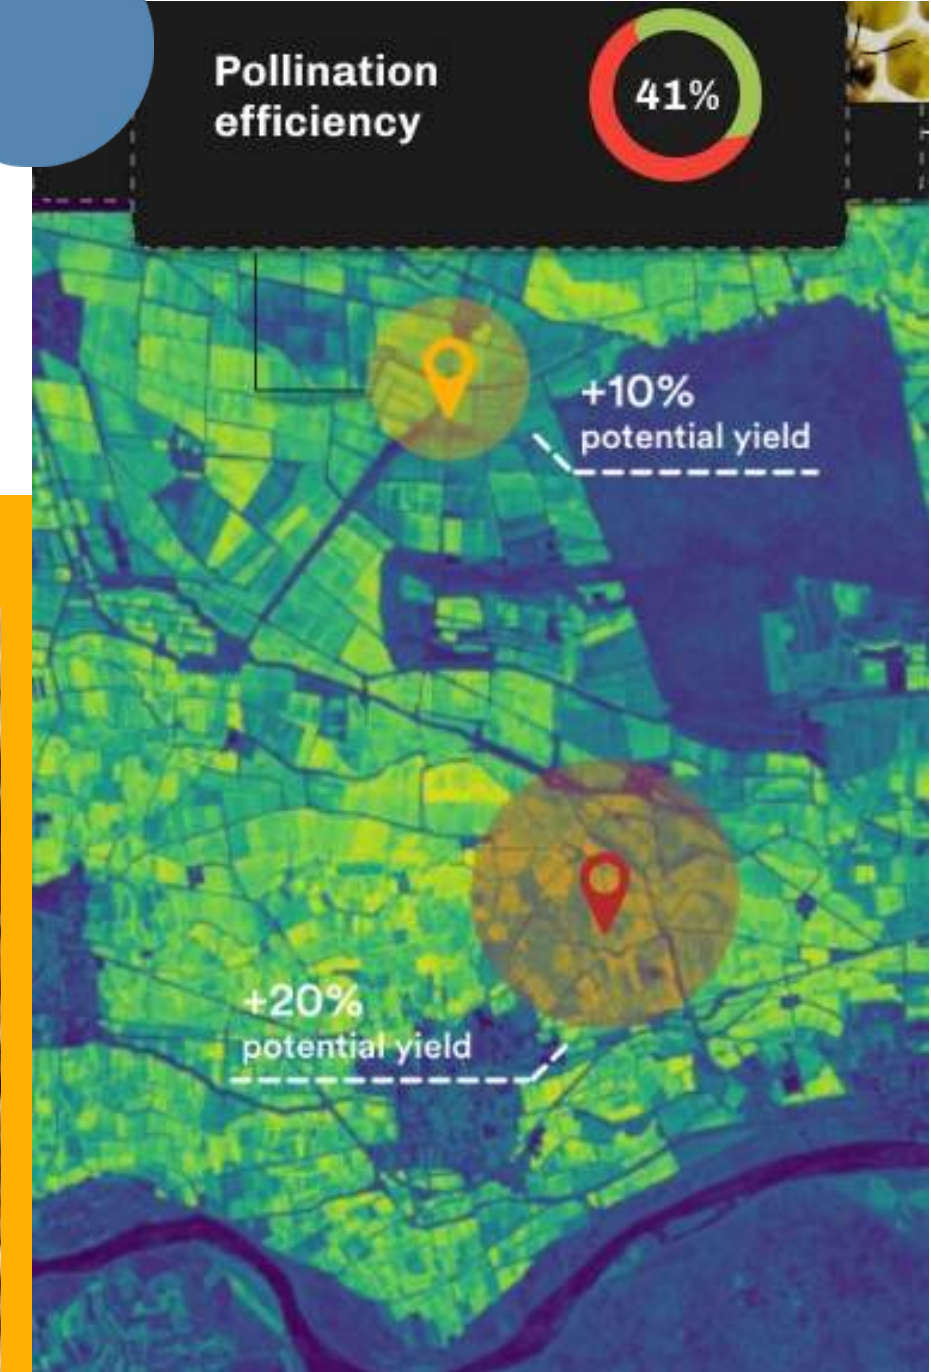 Pollination
efficiency
41%
+10%
potential yield
+20%
potential yield